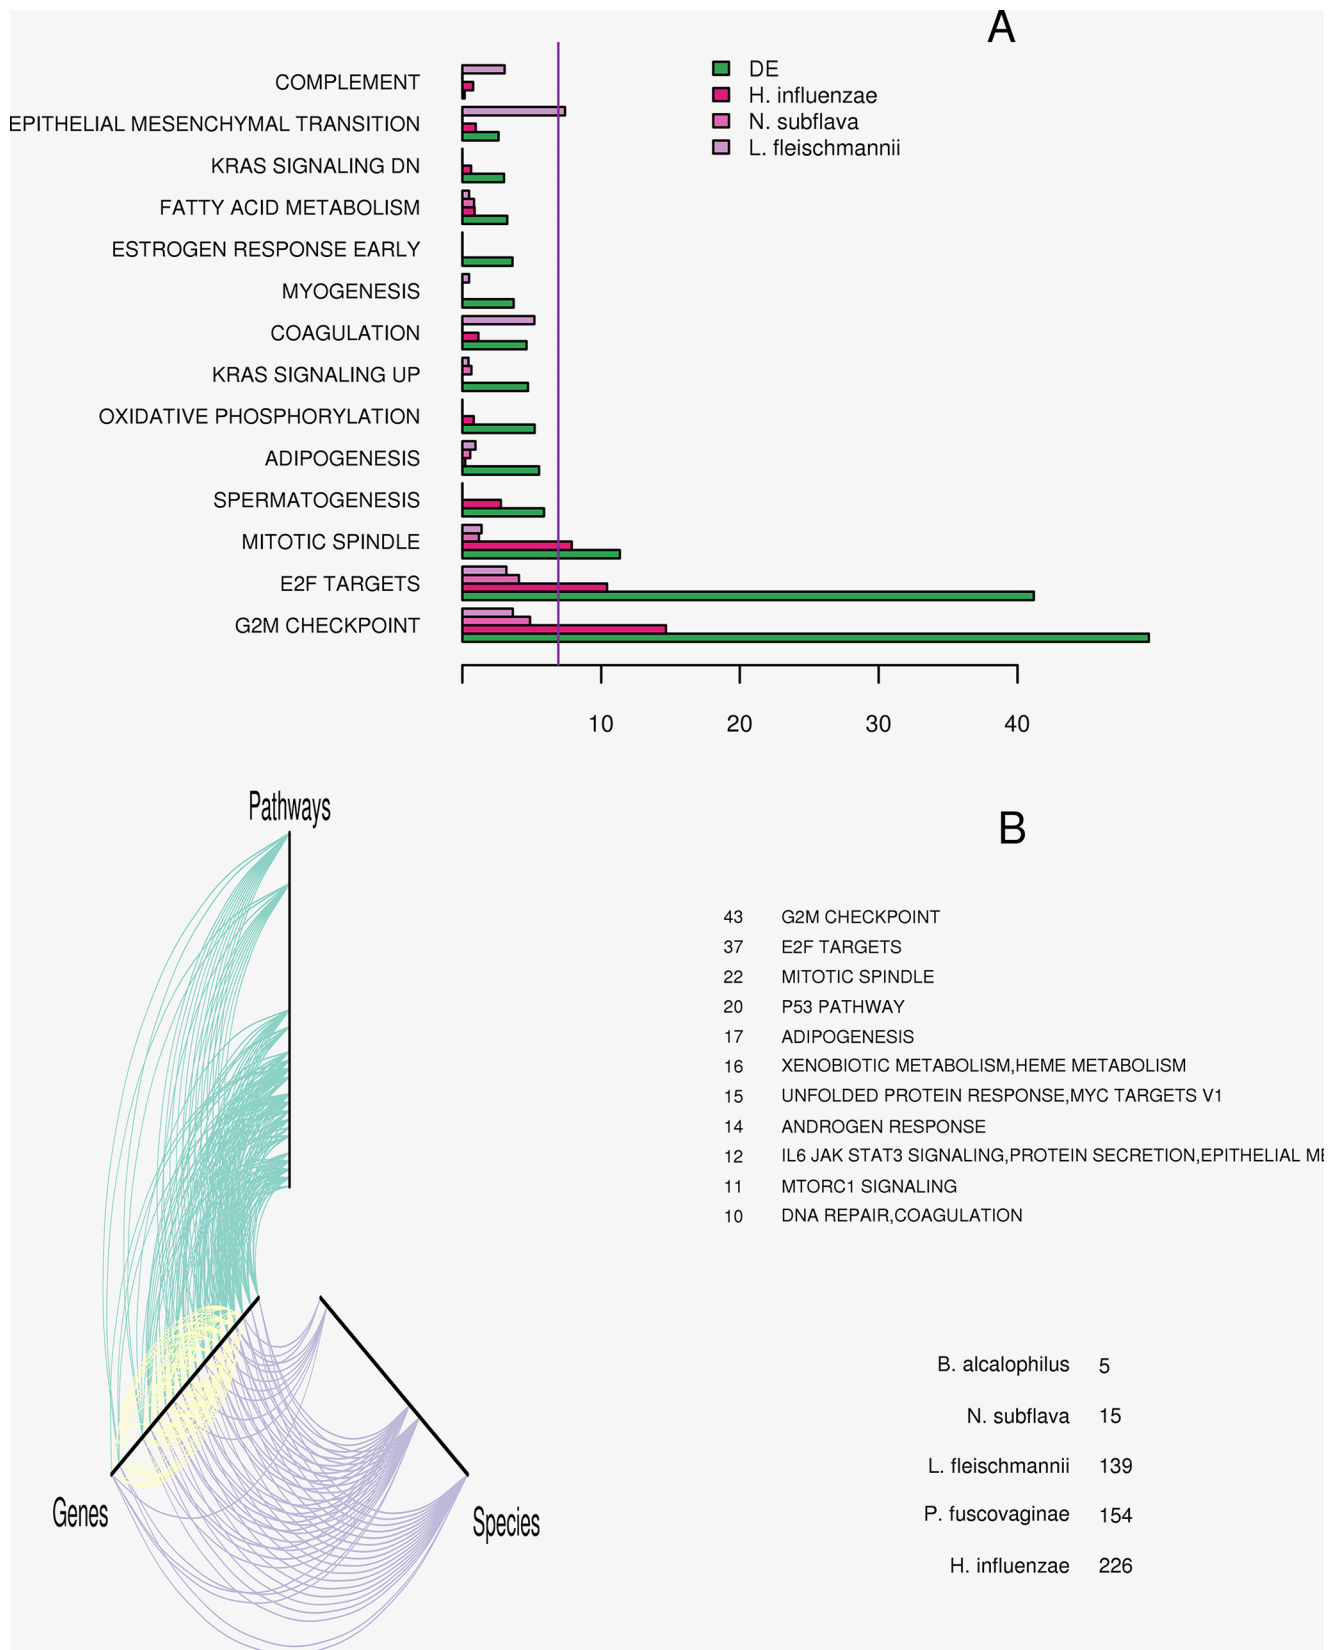 A
DE
H. influenzae
N. subflava
L. fleischmannii
COMPLEMENT
EPITHELIAL MESENCHYMAL TRANSITION
KRAS SIGNALING DN
FATTY ACID METABOLISM
ESTROGEN RESPONSE EARLY
MYOGENESIS
COAGULATION
KRAS SIGNALING UP
OXIDATIVE PHOSPHORYLATION
ADIPOGENESIS
SPERMATOGENESIS
MITOTIC SPINDLE
E2F TARGETS
G2M CHECKPOINT
10 20 30 40
B
Pathways
Genes
Species
43 G2M CHECKPOINT
37 E2F TARGETS
22 MITOTIC SPINDLE
20 P53 PATHWAY
17 ADIPOGENESIS
16 XENOBIOTIC METABOLISM,HEME METABOLISM
15 UNFOLDED PROTEIN RESPONSE,MYC TARGETS V1
14 ANDROGEN RESPONSE
12 IL6 JAK STAT3 SIGNALING,PROTEIN SECRETION,EPITHELIAL
11 MTORC1 SIGNALING
10 DNA REPAIR,COAGULATION
B. alcalophilus 5
N. subflava 15
L. fleischmannii 139
P. fuscovaginae 154
H. influenzae 226